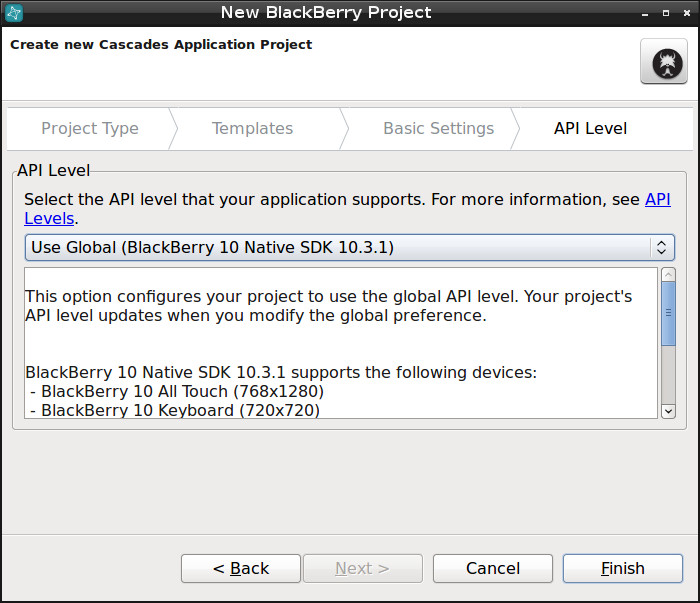 New BlackBerry Project
Create new Cascades Application Project
Project Type
Templates
Basic Settings
API Level
API Level
Select the API level that your application supports. For more information, see API
Levels.
Use Global (BlackBerry 10 Native SDK 10.3.1)
This option configures your project to use the global API level. Your project's
API level updates when you modify the global preference.
BlackBerry 10 Native SDK 10.3.1 supports the following devices:
- BlackBerry 10 All Touch (768x1280)
- BlackBerry 10 Keyboard (720x720)
< Back
Next >
Cancel
Finish